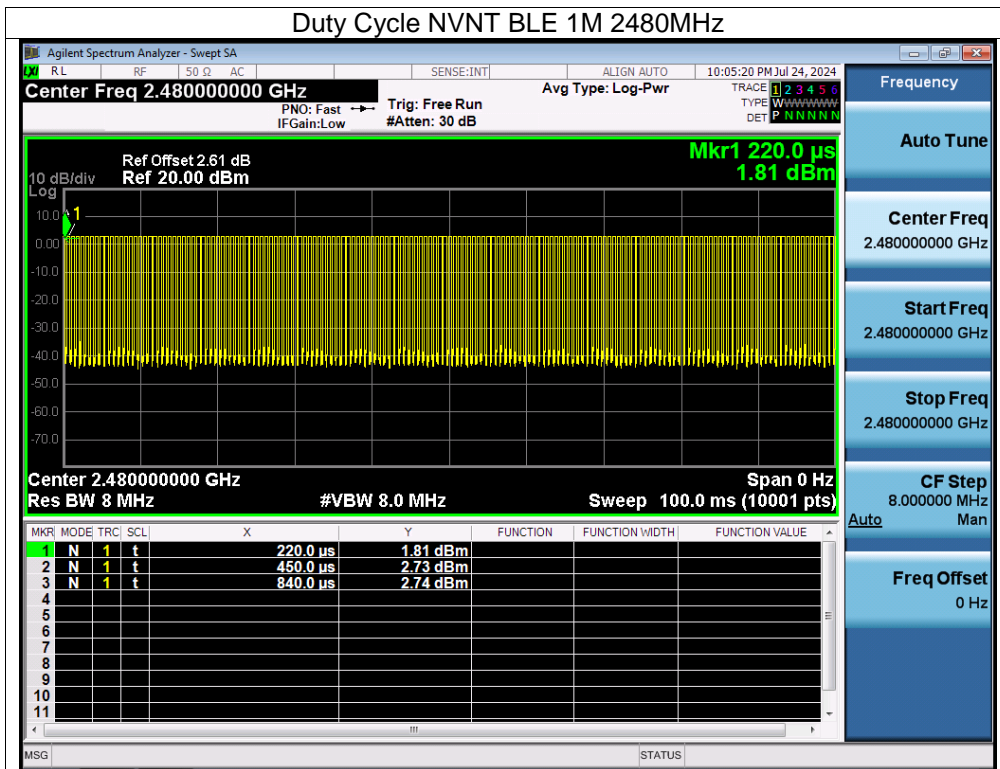 Duty Cycle NVNT BLE 1M 2480MHz
Agilent Spectrum Analyzer - Swept SA
LXI RL RF 50 Ω AC SENSE:INT ALIGN AUTO 10:05:20 PM Jul 24, 2024
Center Freq 2.480000000 GHz
PNO: Fast
IFGain:Low
Trig: Free Run
#Atten: 30 dB
Avg Type: Log-Pwr
TRACE 1 2 3 4 5 6
TYPE WWWWWW
DET P N N N N N
Mkr1 220.0 µs
1.81 dBm
Ref Offset 2.61 dB
10 dB/div Ref 20.00 dBm
Log
10.0
0.00
-10.0
-20.0
-30.0
-40.0
-50.0
-60.0
-70.0
1
Center 2.480000000 GHz Span 0 Hz
Res BW 8 MHz #VBW 8.0 MHz Sweep 100.0 ms (10001 pts)
MKR MODE TRC SCL X Y FUNCTION FUNCTION WIDTH FUNCTION VALUE
1 N 1 t 220.0 µs 1.81 dBm
2 N 1 t 450.0 µs 2.73 dBm
3 N 1 t 840.0 µs 2.74 dBm
4
5
6
7
8
9
10
11
MSG STATUS
Frequency
Auto Tune
Center Freq
2.480000000 GHz
Start Freq
2.480000000 GHz
Stop Freq
2.480000000 GHz
CF Step
8.000000 MHz
Auto Man
Freq Offset
0 Hz